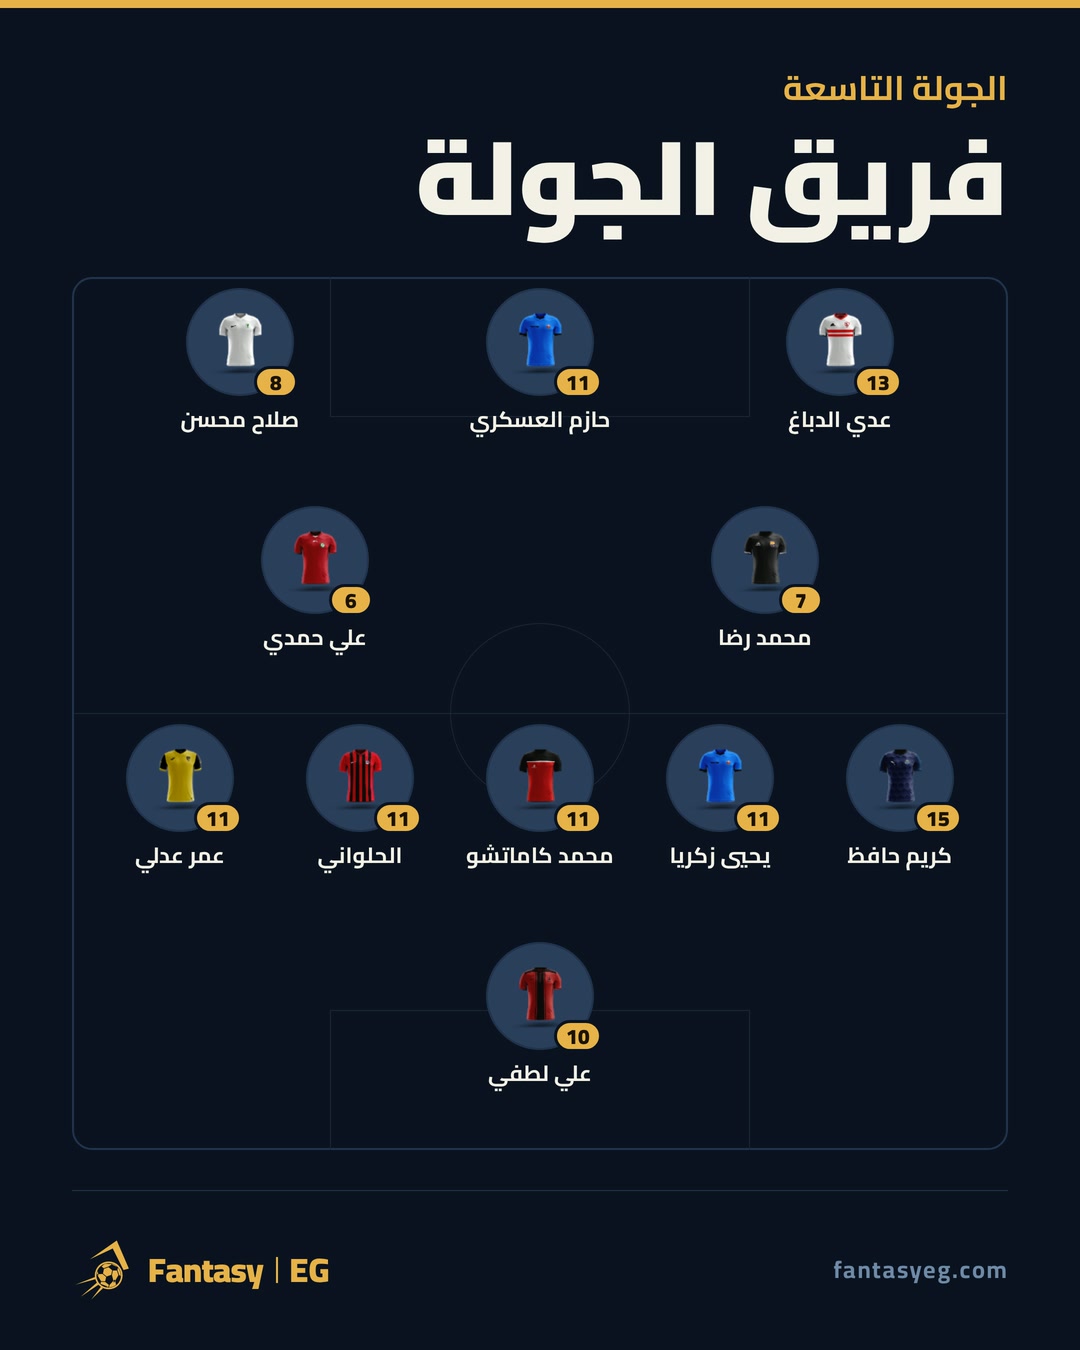 الجولة التاسعة
فريق الجولة
13
11
8
عدي الدباغ
حازم العسكري
صلاح محسن
7
6
محمد رضا
علي حمدي
15
11
11
11
11
كريم حافظ
يحيى زكريا
محمد كاماتشو
الحلواني
عمر عدلي
10
علي لطفي
Fantasy | EG
fantasyeg.com